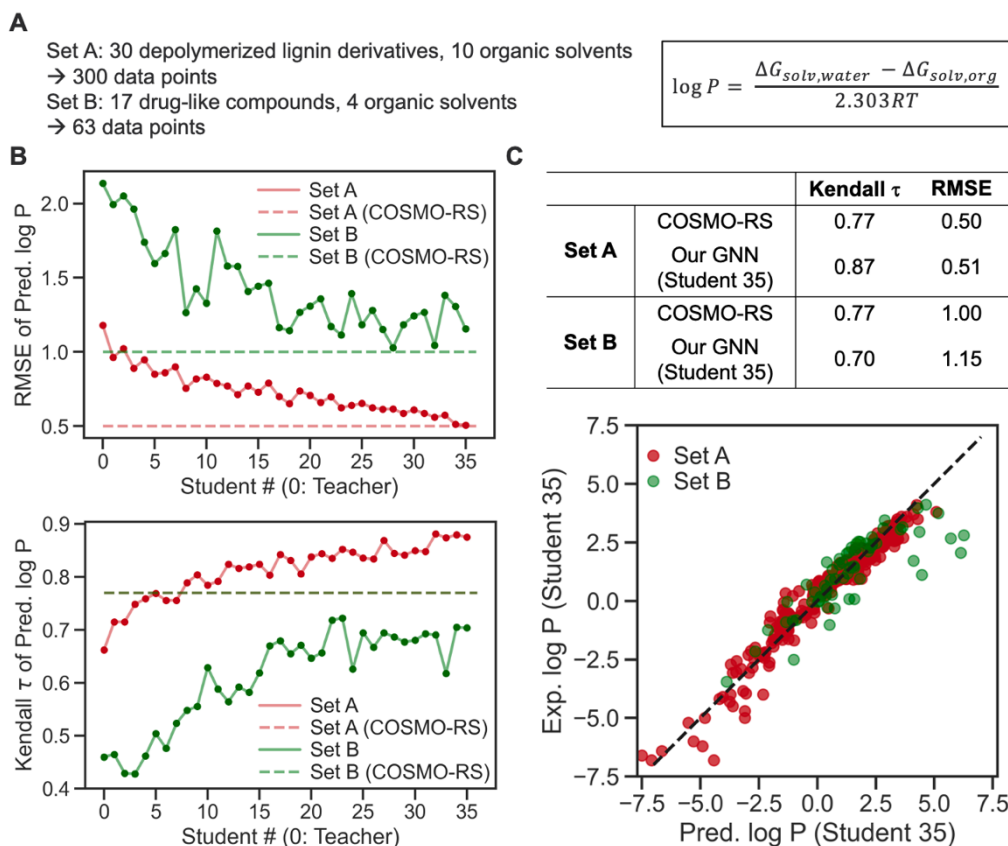 A
Set A: 30 depolymerized lignin derivatives, 10 organic solvents
→ 300 data points
Set B: 17 drug-like compounds, 4 organic solvents
→ 63 data points
log P = (ΔG_solv,water − ΔG_solv,org) / 2.303RT
B
RMSE of Pred. log P
2.0
1.5
1.0
0.5
Set A
Set A (COSMO-RS)
Set B
Set B (COSMO-RS)
0 5 10 15 20 25 30 35
Student # (0: Teacher)
Kendall τ of Pred. log P
0.9
0.8
0.7
0.6
0.5
0.4
Set A
Set A (COSMO-RS)
Set B
Set B (COSMO-RS)
0 5 10 15 20 25 30 35
Student # (0: Teacher)
C
Kendall τ RMSE
Set A
COSMO-RS 0.77 0.50
Our GNN
(Student 35) 0.87 0.51
Set B
COSMO-RS 0.77 1.00
Our GNN
(Student 35) 0.70 1.15
Exp. log P (Student 35)
7.5
5.0
2.5
0.0
−2.5
−5.0
−7.5
Set A
Set B
−7.5 −5.0 −2.5 0.0 2.5 5.0 7.5
Pred. log P (Student 35)